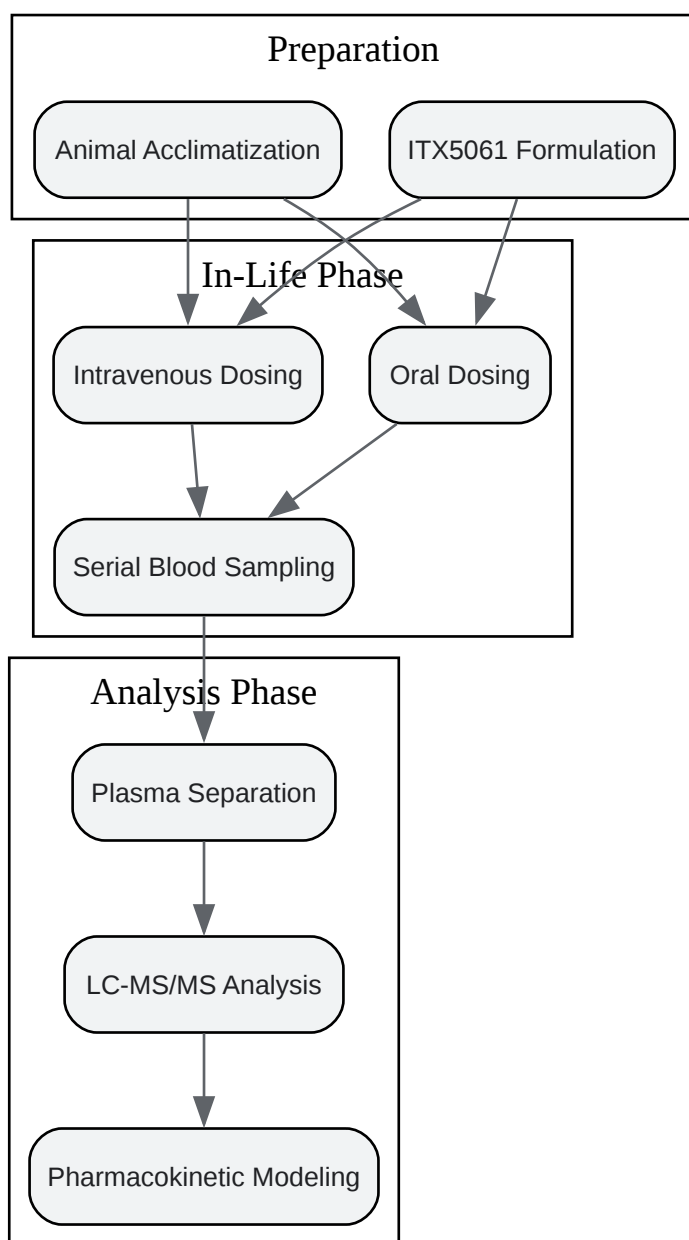 Preparation
Animal Acclimatization
ITX5061 Formulation
In-Life Phase
Intravenous Dosing
Oral Dosing
Serial Blood Sampling
Analysis Phase
Plasma Separation
LC-MS/MS Analysis
Pharmacokinetic Modeling